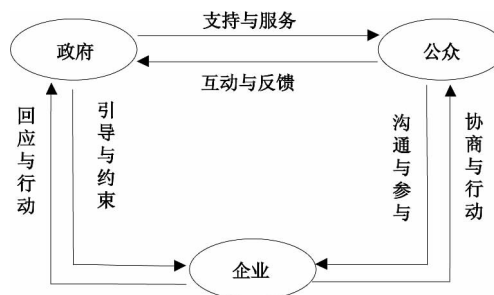 支持与服务
政府
公众
互动与反馈
回应与行动
引导与约束
沟通与参与
协商与行动
企业